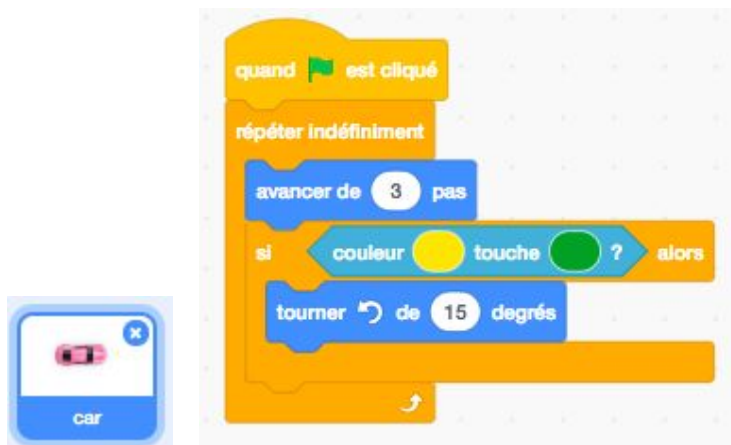 quand est cliqué
répéter indéfiniment
avancer de 3 pas
si couleur touche ? alors
tourner de 15 degrés
car